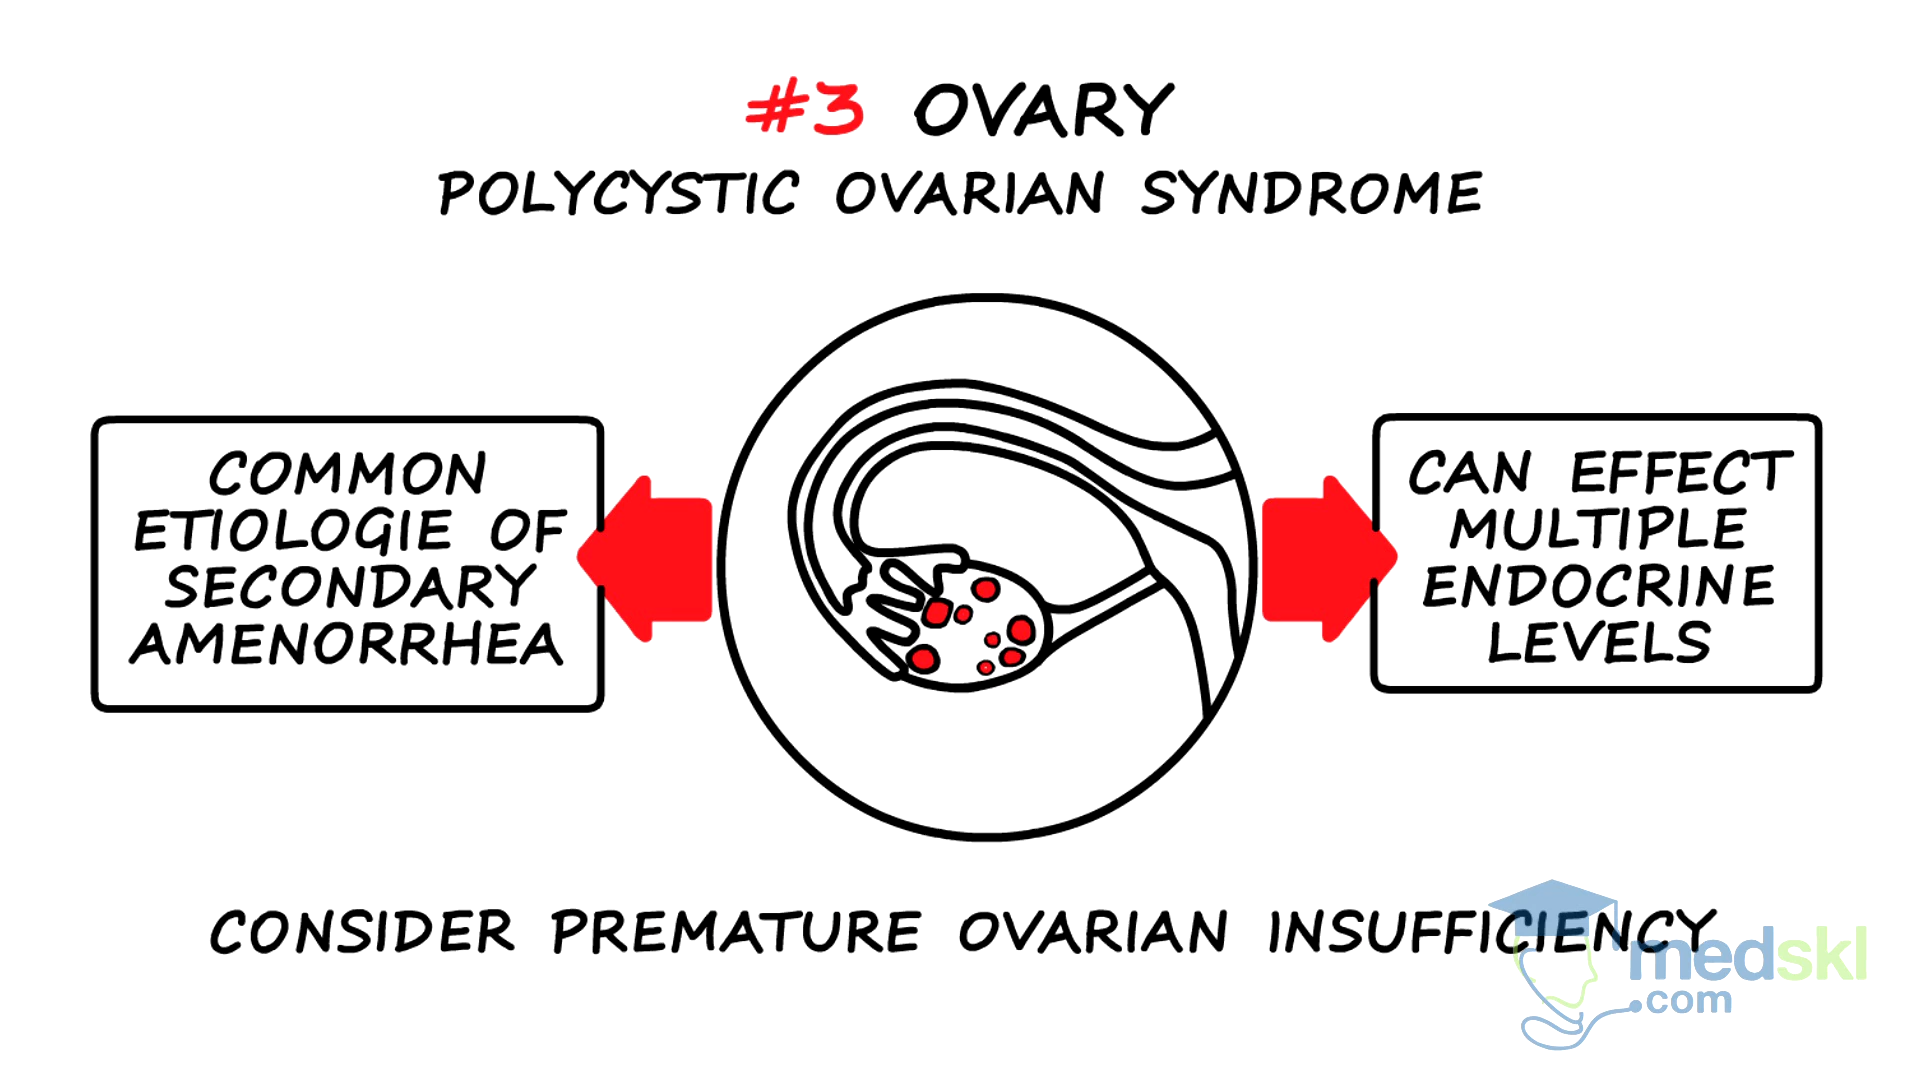 #3 OVARY
POLYCYSTIC OVARIAN SYNDROME
COMMON
ETIOLOGIE OF
SECONDARY
AMENORRHEA
CAN EFFECT
MULTIPLE
ENDOCRINE
LEVELS
CONSIDER PREMATURE OVARIAN INSUFFICIENCY
medskl
.com